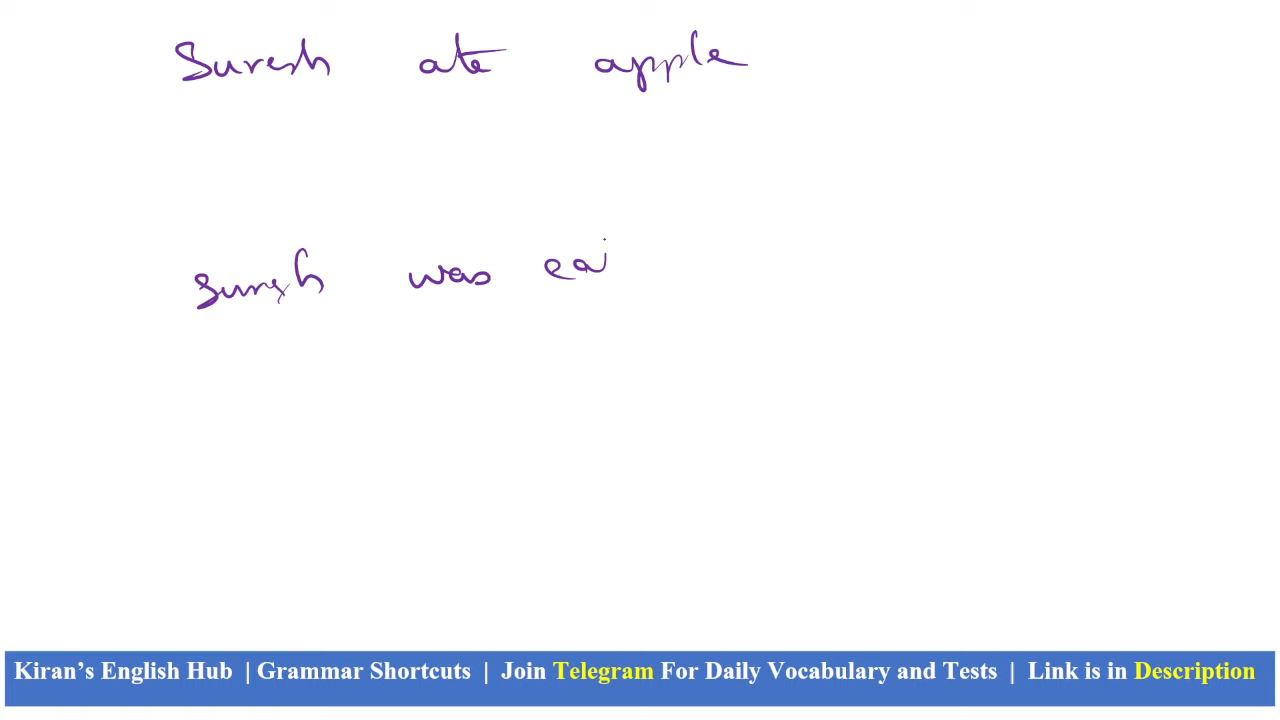 Suresh ate apple
Suresh was eai
Kiran’s English Hub | Grammar Shortcuts | Join Telegram For Daily Vocabulary and Tests | Link is in Description